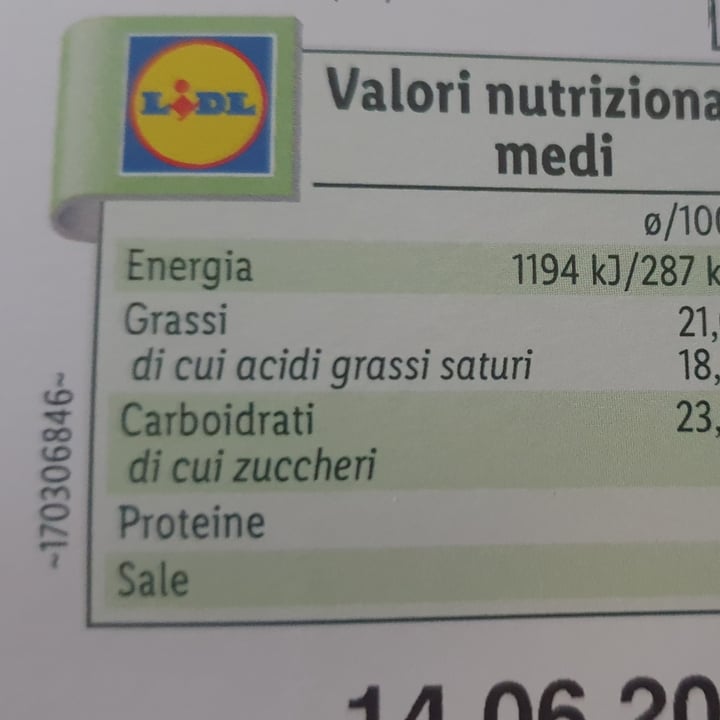 LIDL
Valori nutriziona
medi
ø/100
Energia 1194 kJ/287 k
Grassi 21,
di cui acidi grassi saturi 18,
Carboidrati 23,
di cui zuccheri
Proteine
Sale
~170306846~
14.06.20